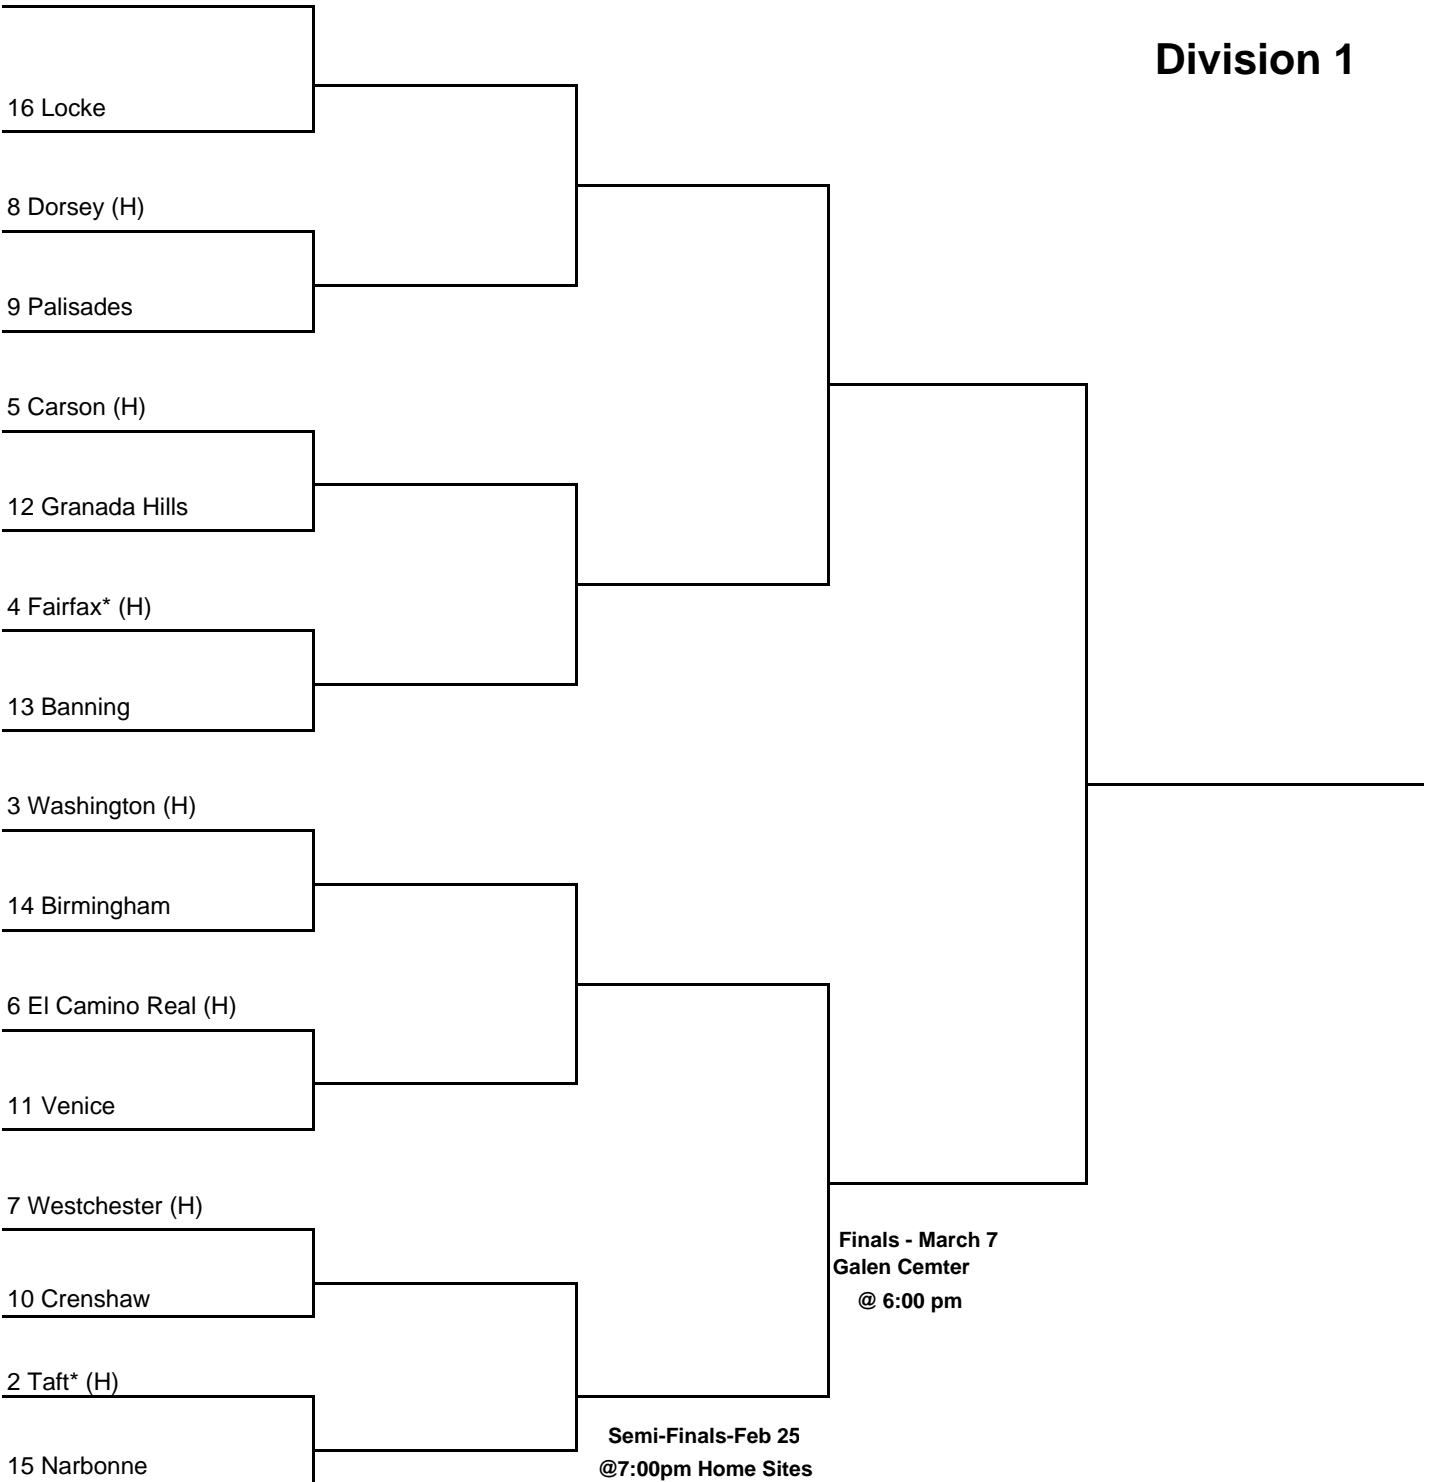 Division 1
16 Locke
8 Dorsey (H)
9 Palisades
5 Carson (H)
12 Granada Hills
4 Fairfax* (H)
13 Banning
3 Washington (H)
14 Birmingham
6 El Camino Real (H)
11 Venice
7 Westchester (H)
10 Crenshaw
2 Taft* (H)
15 Narbonne
Finals - March 7
Galen Cemter
@ 6:00 pm
Semi-Finals-Feb 25
@7:00pm Home Sites